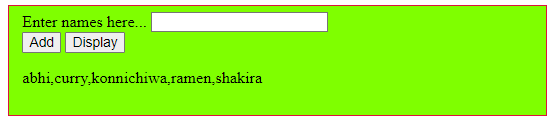 Enter names here...
Add Display
abhi,curry,konnichiwa,ramen,shakira